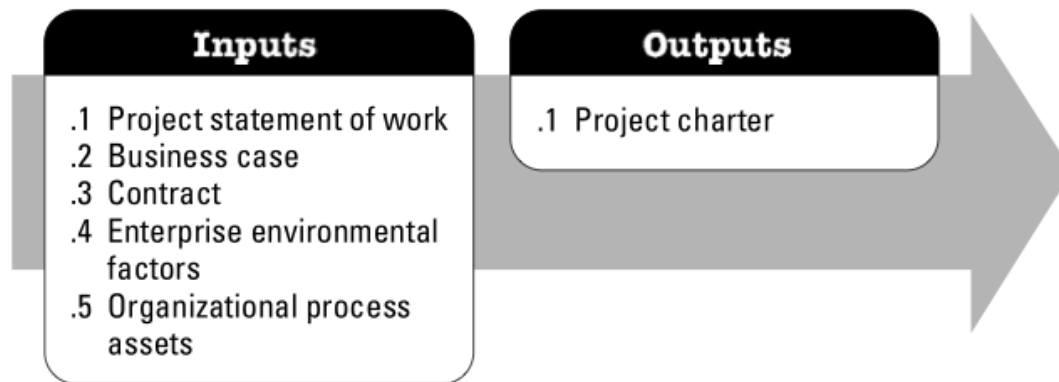 Inputs
.1 Project statement of work
.2 Business case
.3 Contract
.4 Enterprise environmental
factors
.5 Organizational process
assets
Outputs
.1 Project charter